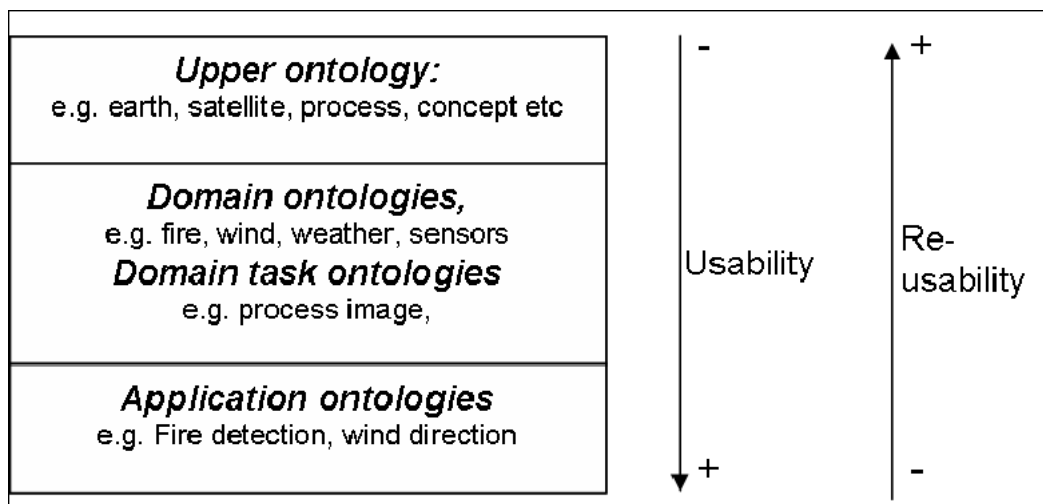 Upper ontology:
e.g. earth, satellite, process, concept etc
Domain ontologies,
e.g. fire, wind, weather, sensors
Domain task ontologies
e.g. process image,
Application ontologies
e.g. Fire detection, wind direction
-
Usability
+
+
Re-
usability
-